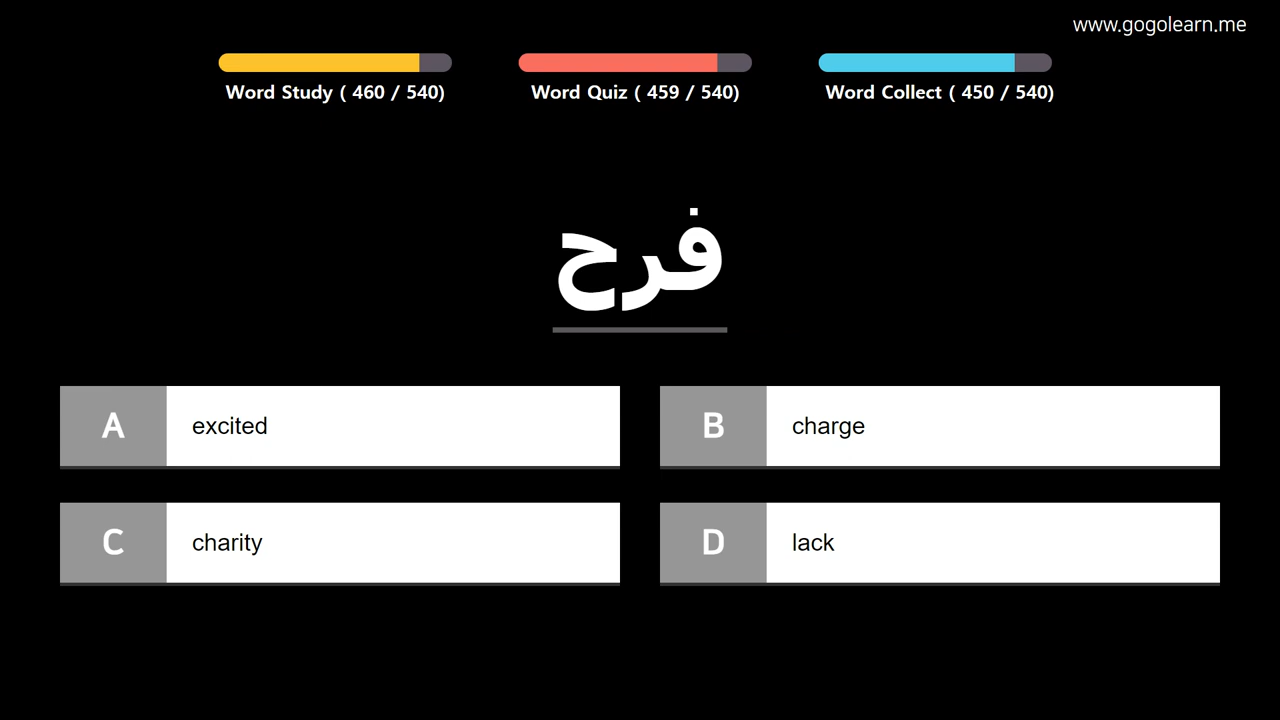 www.gogolearn.me
Word Study ( 460 / 540)
Word Quiz ( 459 / 540)
Word Collect ( 450 / 540)
فرح
A excited
B charge
C charity
D lack